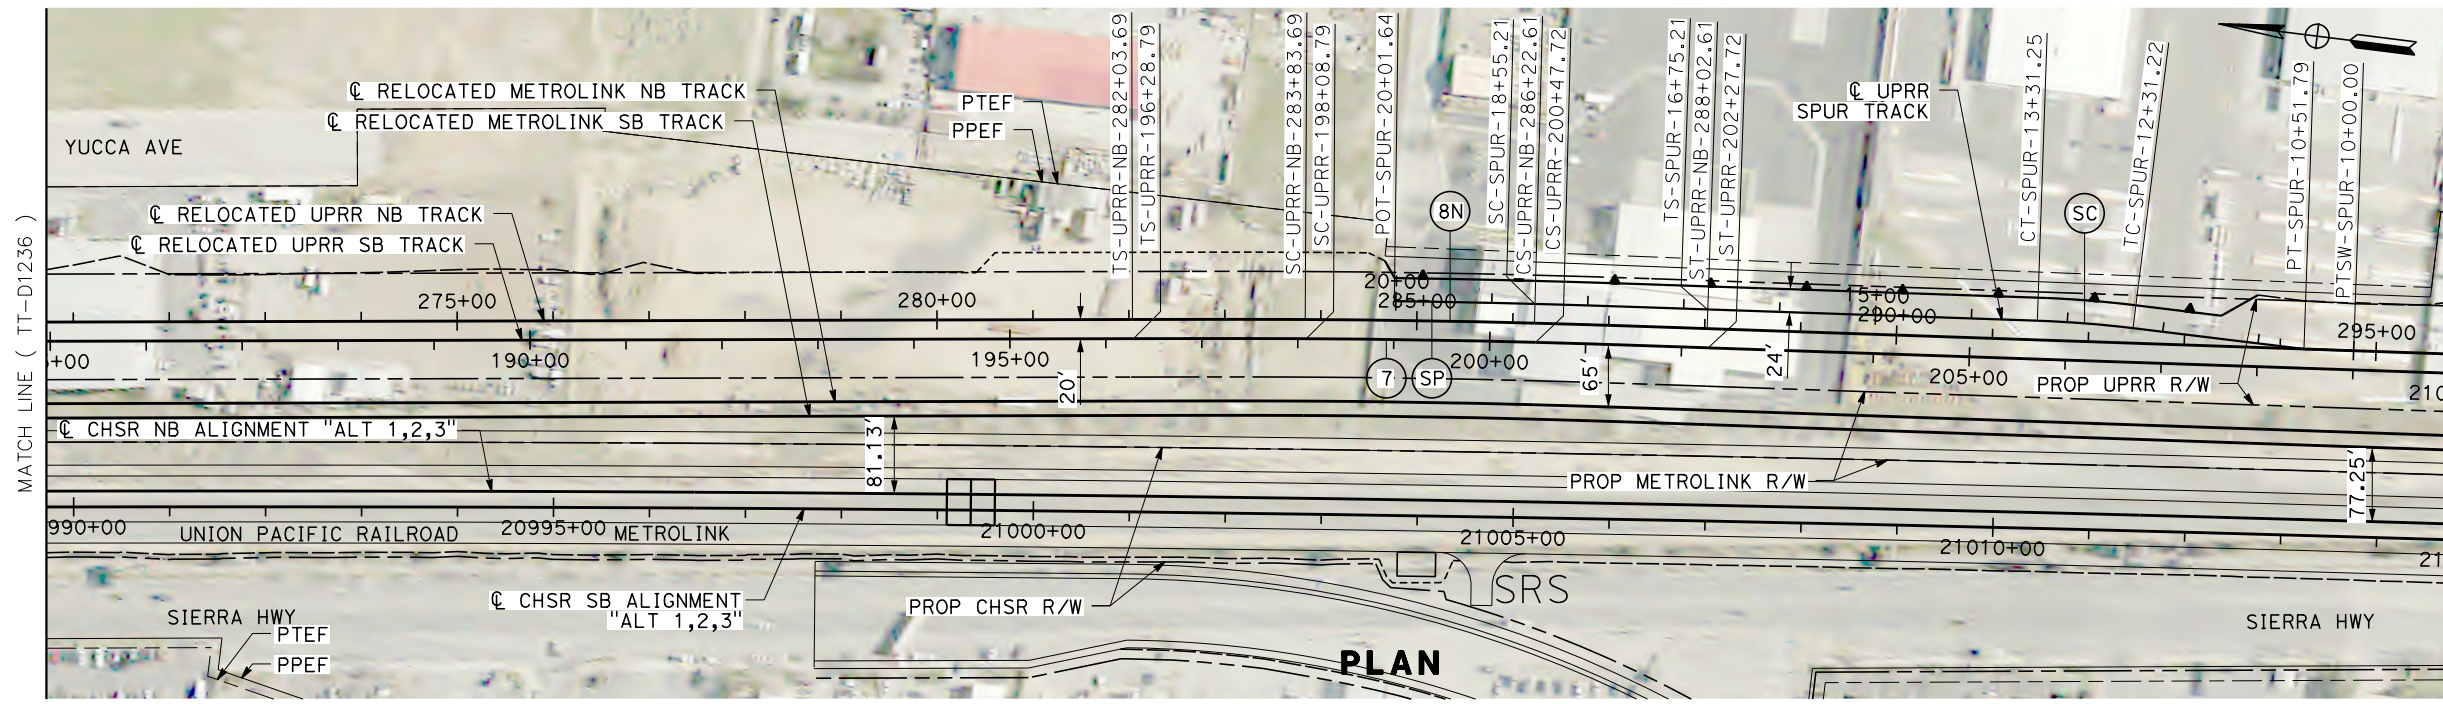 MATCH LINE ( TT-D1236 )
YUCCA AVE
℄ RELOCATED METROLINK NB TRACK
℄ RELOCATED METROLINK SB TRACK
℄ RELOCATED UPRR NB TRACK
℄ RELOCATED UPRR SB TRACK
PTEF
PPEF
TS-UPRR-NB-282+03.69
TS-UPRR-196+28.79
SC-UPRR-NB-283+83.69
SC-UPRR-198+08.79
POT-SPUR-20+01.64
8N
SC-SPUR-18+55.21
CS-UPRR-NB-286+22.61
CS-UPRR-200+47.72
TS-SPUR-16+75.21
ST-UPRR-NB-288+02.61
ST-UPRR-202+27.72
℄ UPRR
SPUR TRACK
CT-SPUR-13+31.25
SC
TC-SPUR-12+31.22
PT-SPUR-10+51.79
PTSW-SPUR-10+00.00
275+00
280+00
20+00
285+00
15+00
290+00
295+00
5+00
190+00
195+00
200+00
205+00
210
20'
7
SP
65'
24'
PROP UPRR R/W
℄ CHSR NB ALIGNMENT "ALT 1,2,3"
81.13'
PROP METROLINK R/W
77.25'
990+00
20995+00
21000+00
21005+00
21010+00
21
UNION PACIFIC RAILROAD
METROLINK
℄ CHSR SB ALIGNMENT
"ALT 1,2,3"
PROP CHSR R/W
SRS
SIERRA HWY
SIERRA HWY
PTEF
PPEF
PLAN